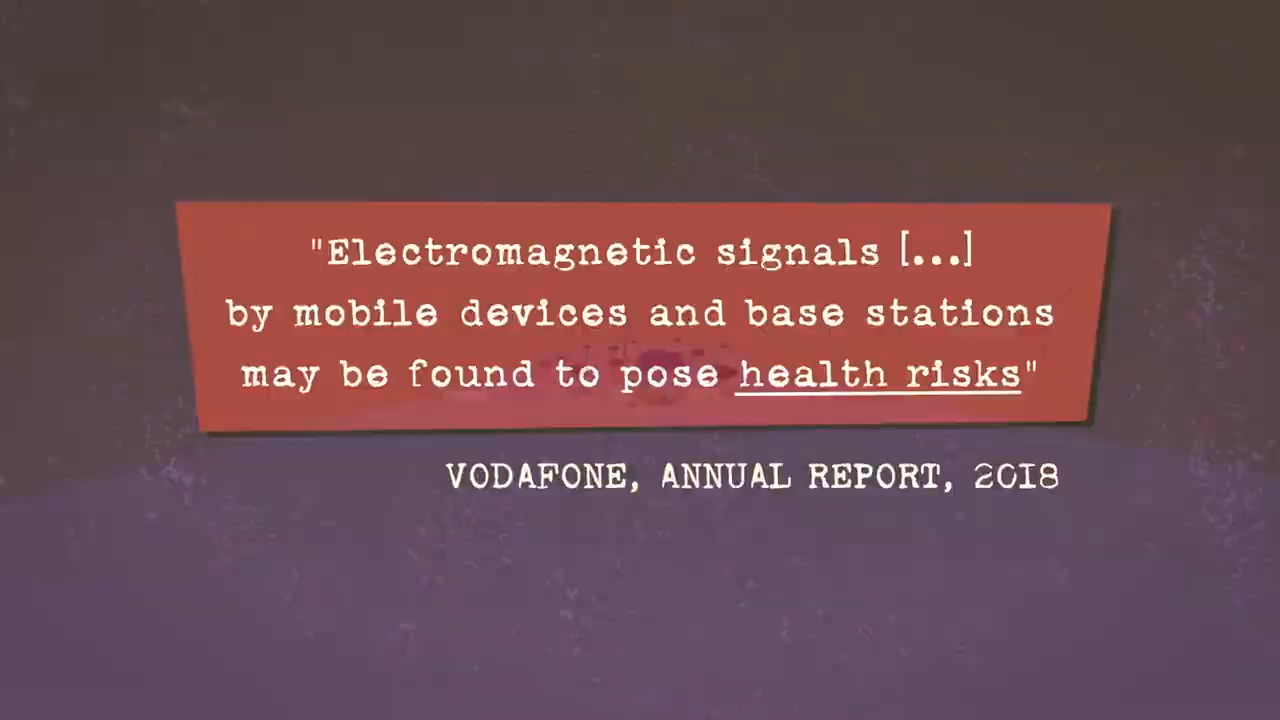 "Electromagnetic signals [...]
by mobile devices and base stations
may be found to pose health risks"
VODAFONE, ANNUAL REPORT, 2018